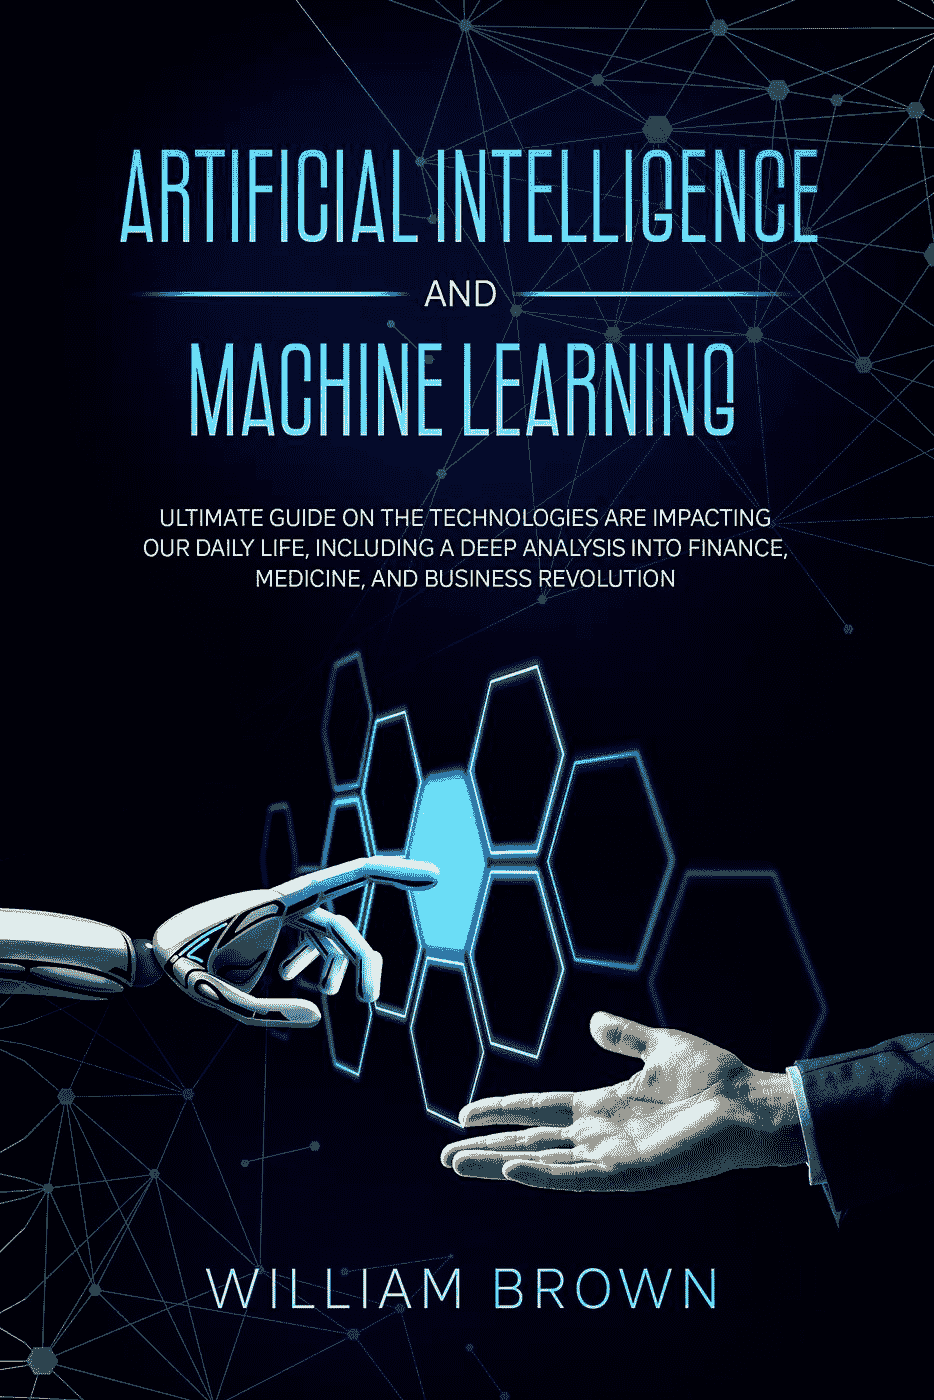 ARTIFICIAL INTELLIGENCE
AND
MACHINE LEARNING
ULTIMATE GUIDE ON THE TECHNOLOGIES ARE IMPACTING
OUR DAILY LIFE, INCLUDING A DEEP ANALYSIS INTO FINANCE,
MEDICINE, AND BUSINESS REVOLUTION
WILLIAM BROWN